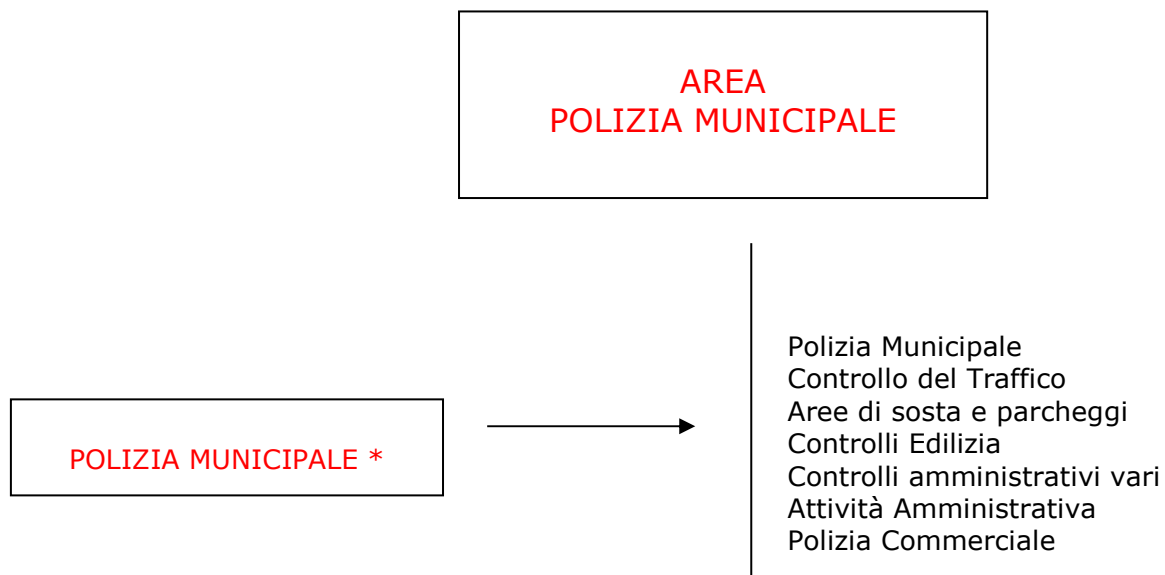 AREA
POLIZIA MUNICIPALE
POLIZIA MUNICIPALE *
Polizia Municipale
Controllo del Traffico
Aree di sosta e parcheggi
Controlli Edilizia
Controlli amministrativi vari
Attività Amministrativa
Polizia Commerciale